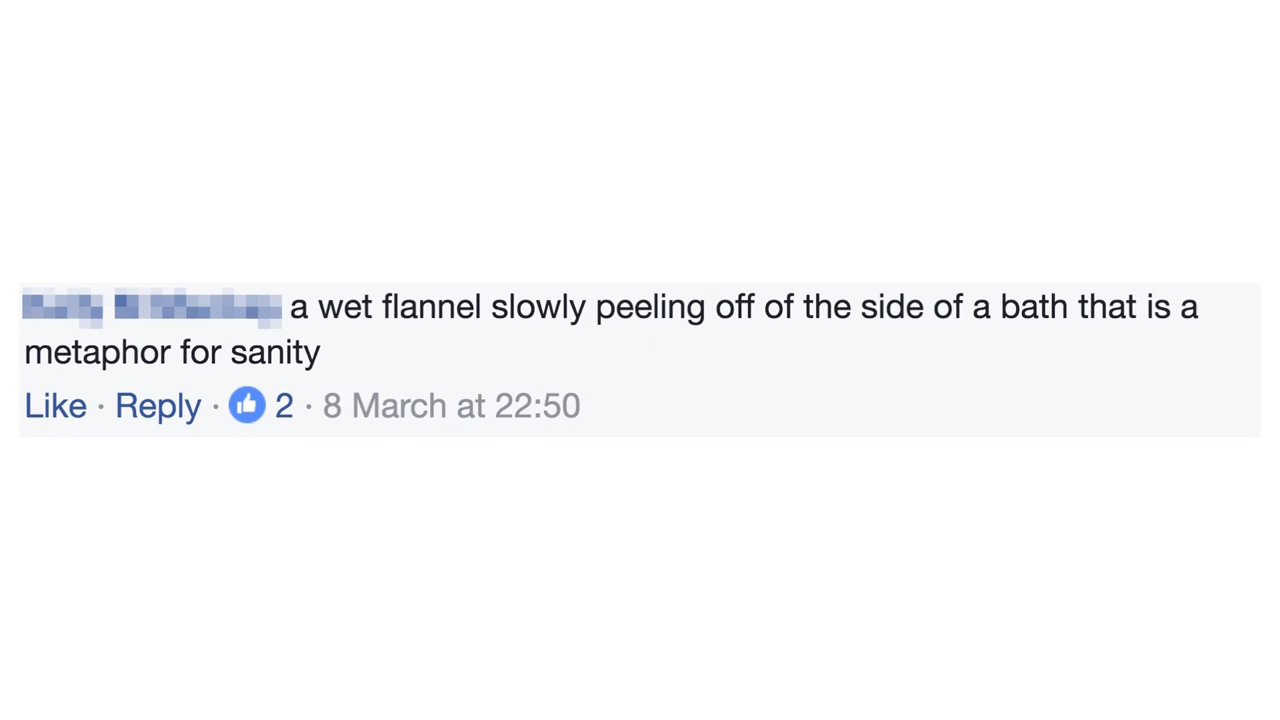 a wet flannel slowly peeling off of the side of a bath that is a
metaphor for sanity
Like · Reply · 2 · 8 March at 22:50